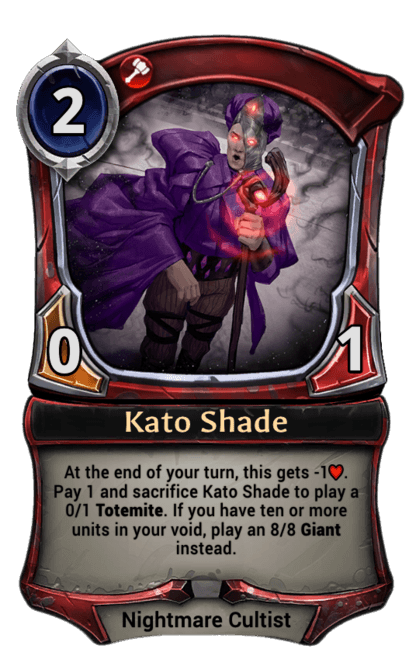 2
0
1
Kato Shade
At the end of your turn, this gets -1♥.
Pay 1 and sacrifice Kato Shade to play a
0/1 Totemite. If you have ten or more
units in your void, play an 8/8 Giant
instead.
Nightmare Cultist